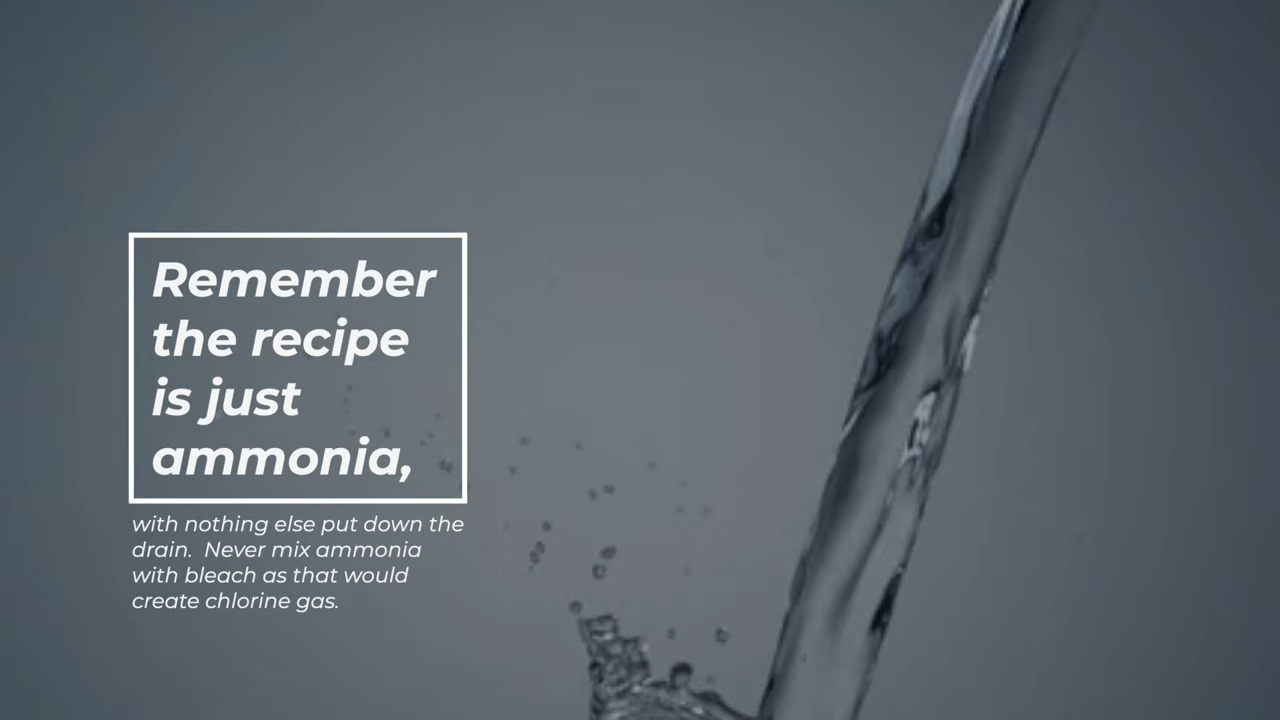 Remember
the recipe
is just
ammonia,
with nothing else put down the
drain.  Never mix ammonia
with bleach as that would
create chlorine gas.